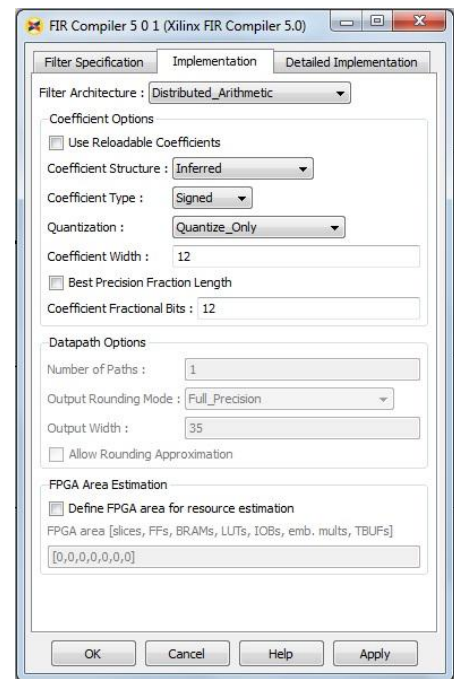 FIR Compiler 5 0 1 (Xilinx FIR Compiler 5.0)
Filter Specification Implementation Detailed Implementation
Filter Architecture : Distributed_Arithmetic
Coefficient Options
Use Reloadable Coefficients
Coefficient Structure : Inferred
Coefficient Type : Signed
Quantization : Quantize_Only
Coefficient Width : 12
Best Precision Fraction Length
Coefficient Fractional Bits : 12
Datapath Options
Number of Paths : 1
Output Rounding Mode : Full_Precision
Output Width : 35
Allow Rounding Approximation
FPGA Area Estimation
Define FPGA area for resource estimation
FPGA area [slices, FFs, BRAMs, LUTs, IOBs, emb. mults, TBUFs]
[0,0,0,0,0,0,0]
OK Cancel Help Apply